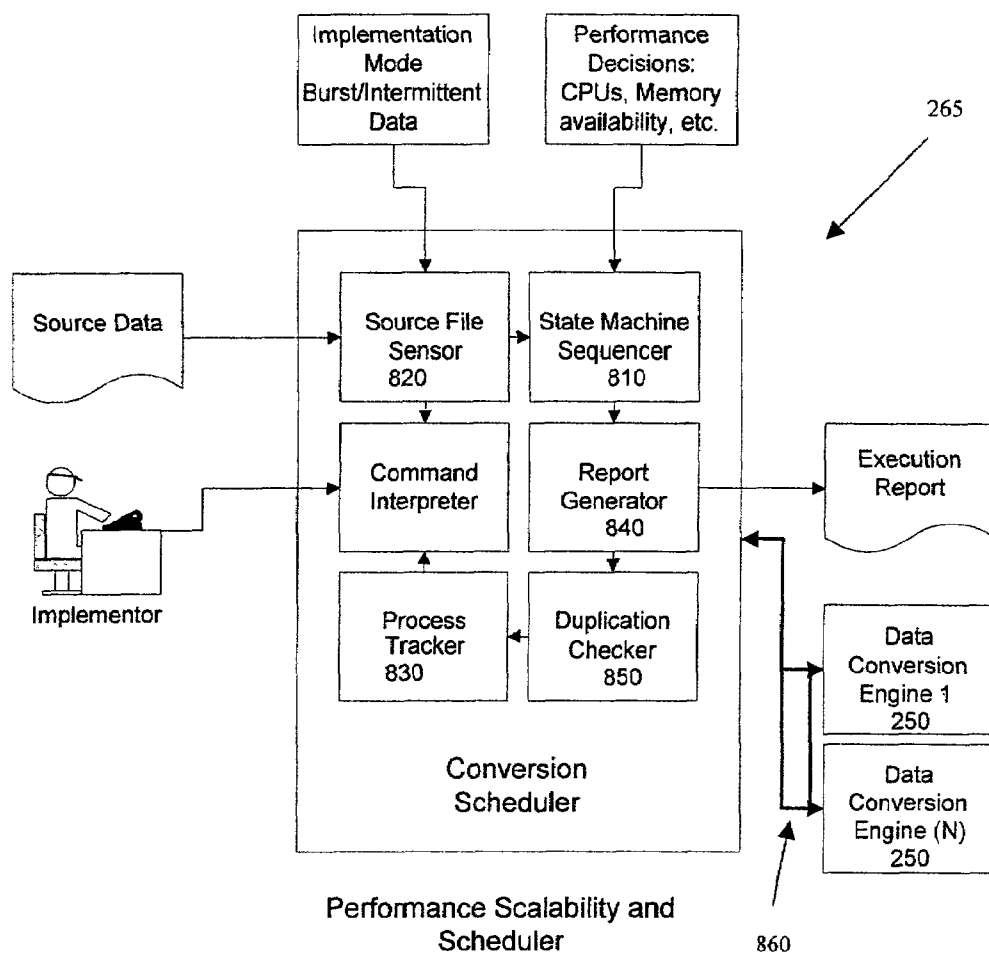 Implementation
Mode
Burst/Intermittent
Data
Performance
Decisions:
CPUs, Memory
availability, etc.
265
Source Data
Source File
Sensor
820
State Machine
Sequencer
810
Command
Interpreter
Report
Generator
840
Execution
Report
Implementor
Process
Tracker
830
Duplication
Checker
850
Data
Conversion
Engine 1
250
Conversion
Scheduler
Data
Conversion
Engine (N)
250
Performance Scalability and
Scheduler
860